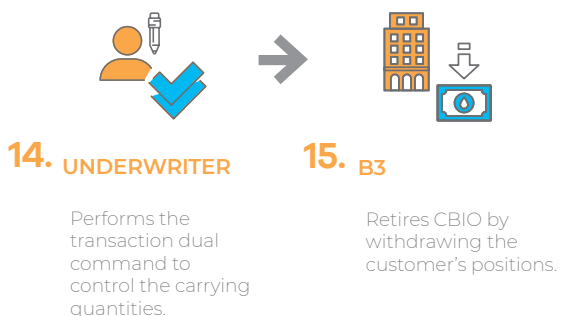 14. UNDERWRITER
Performs the
transaction dual
command to
control the carrying
quantities.
15. B3
Retires CBIO by
withdrawing the
customer's positions.